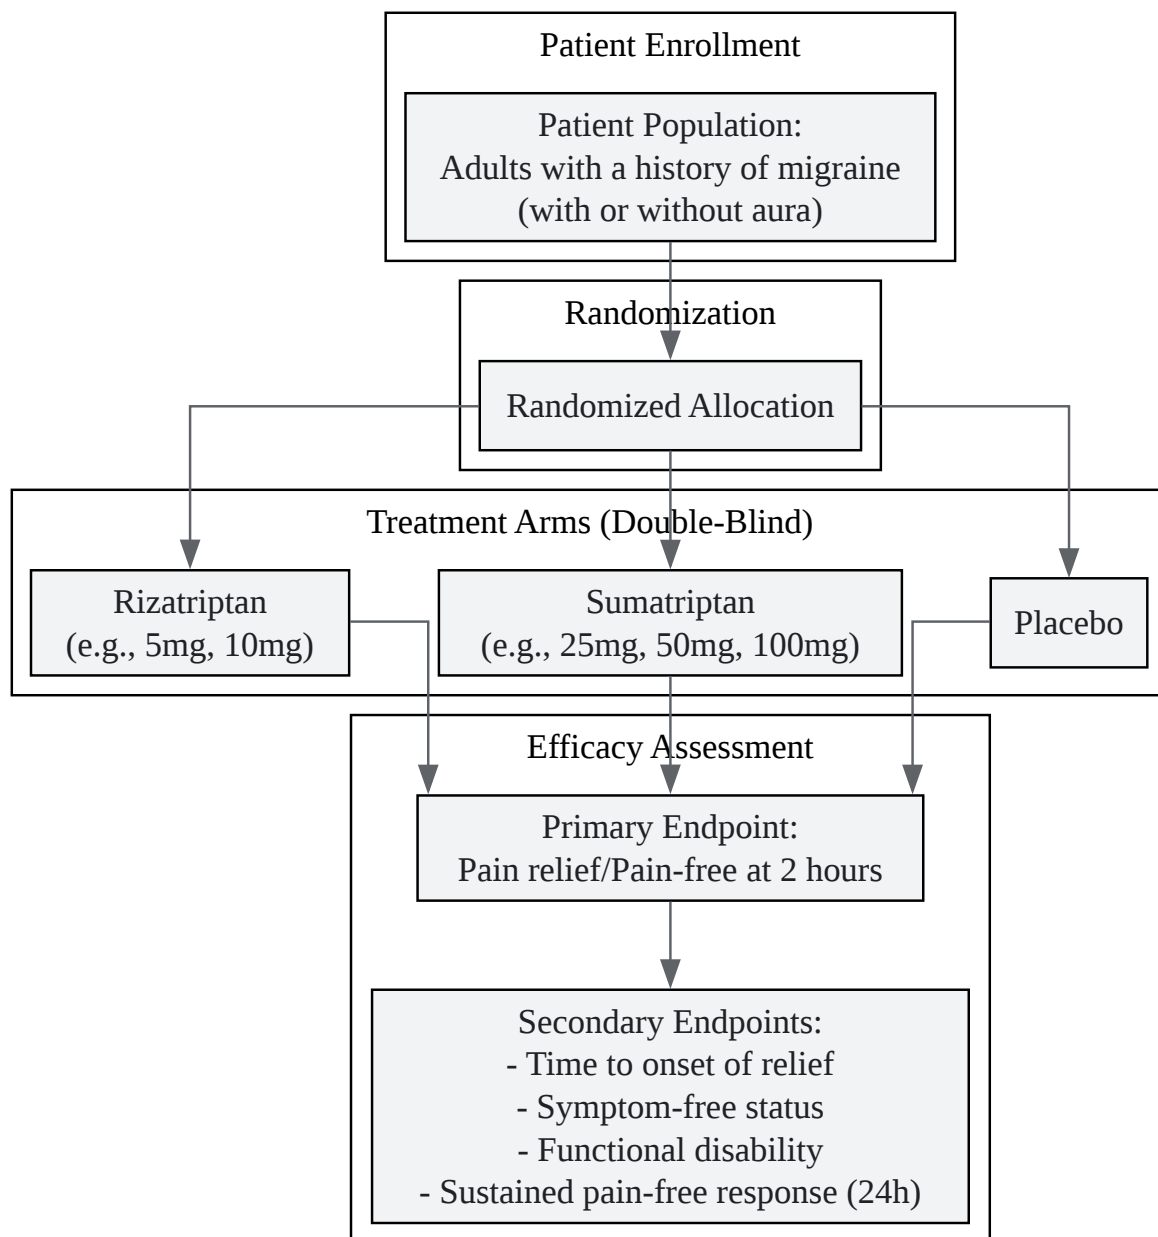 Patient Enrollment
Patient Population:
Adults with a history of migraine
(with or without aura)
Randomization
Randomized Allocation
Treatment Arms (Double-Blind)
Rizatriptan
(e.g., 5mg, 10mg)
Sumatriptan
(e.g., 25mg, 50mg, 100mg)
Placebo
Efficacy Assessment
Primary Endpoint:
Pain relief/Pain-free at 2 hours
Secondary Endpoints:
- Time to onset of relief
- Symptom-free status
- Functional disability
- Sustained pain-free response (24h)